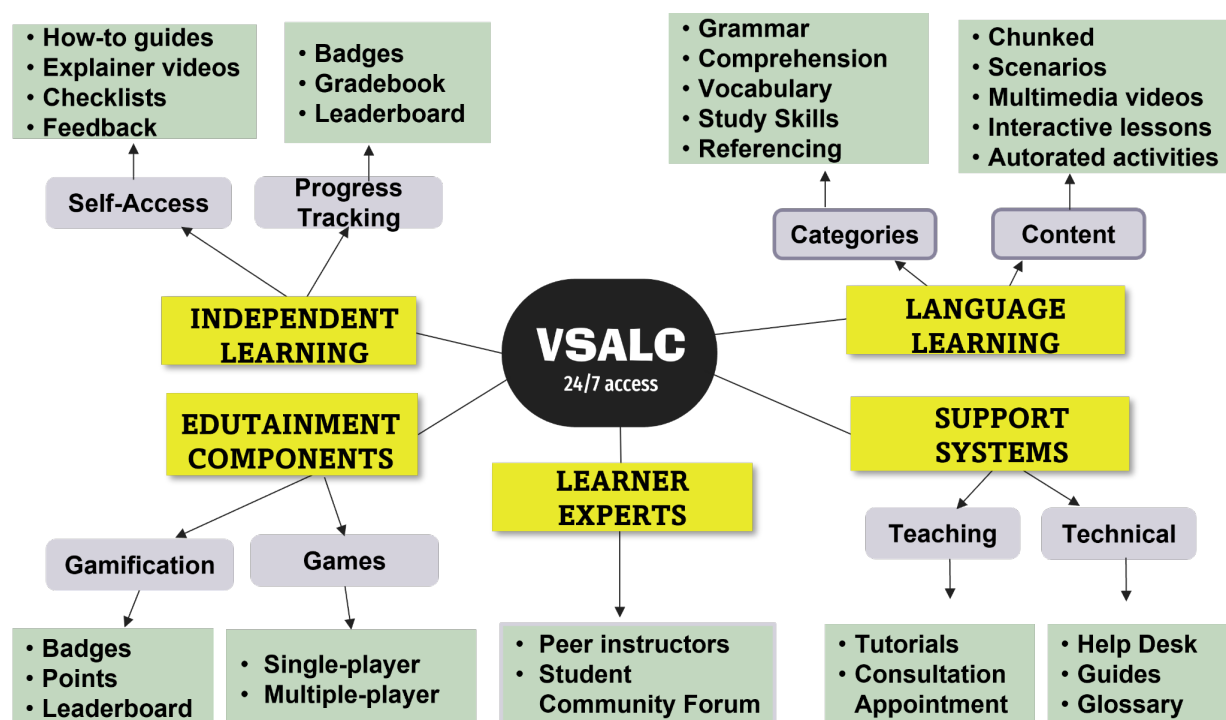 • How-to guides
• Explainer videos
• Checklists
• Feedback
• Badges
• Gradebook
• Leaderboard
• Grammar
• Comprehension
• Vocabulary
• Study Skills
• Referencing
• Chunked
• Scenarios
• Multimedia videos
• Interactive lessons
• Autorated activities
Self-Access
Progress
Tracking
Categories
Content
INDEPENDENT
LEARNING
VSALC
24/7 access
LANGUAGE
LEARNING
EDUTAINMENT
COMPONENTS
LEARNER
EXPERTS
SUPPORT
SYSTEMS
Gamification
Games
Teaching
Technical
• Badges
• Points
• Leaderboard
• Single-player
• Multiple-player
• Peer instructors
• Student
Community Forum
• Tutorials
• Consultation
Appointment
• Help Desk
• Guides
• Glossary